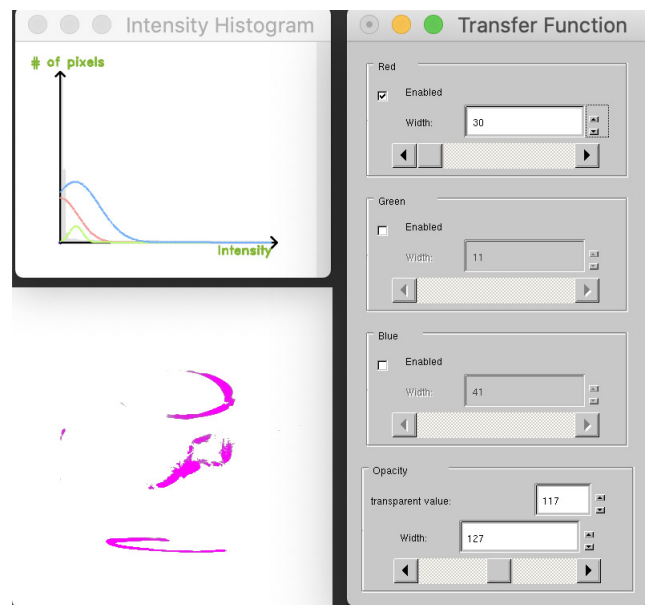 Intensity Histogram
# of pixels
Intensity
Transfer Function
Red
Enabled
Width:
30
Green
Enabled
Width:
11
Blue
Enabled
Width:
41
Opacity
transparent value:
117
Width:
127